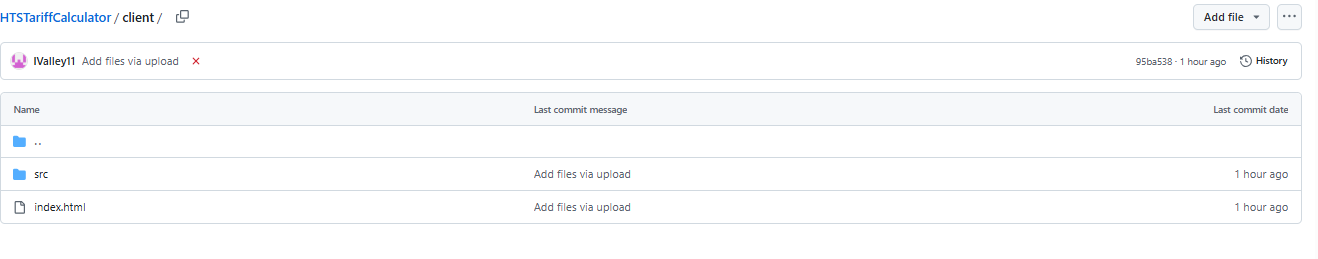 HTSTariffCalculator / client /
Add file
IValley11 Add files via upload
95ba538 · 1 hour ago
History
Name Last commit message Last commit date
..
src Add files via upload 1 hour ago
index.html Add files via upload 1 hour ago